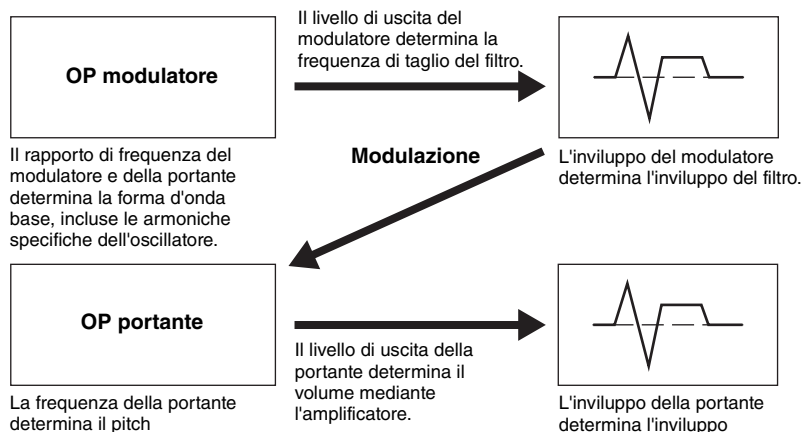 OP modulatore
Il livello di uscita del
modulatore determina la
frequenza di taglio del filtro.
Il rapporto di frequenza del
modulatore e della portante
determina la forma d'onda
base, incluse le armoniche
specifiche dell'oscillatore.
Modulazione
L'inviluppo del modulatore
determina l'inviluppo del filtro.
OP portante
Il livello di uscita della
portante determina il
volume mediante
l'amplificatore.
La frequenza della portante
determina il pitch
L'inviluppo della portante
determina l'inviluppo